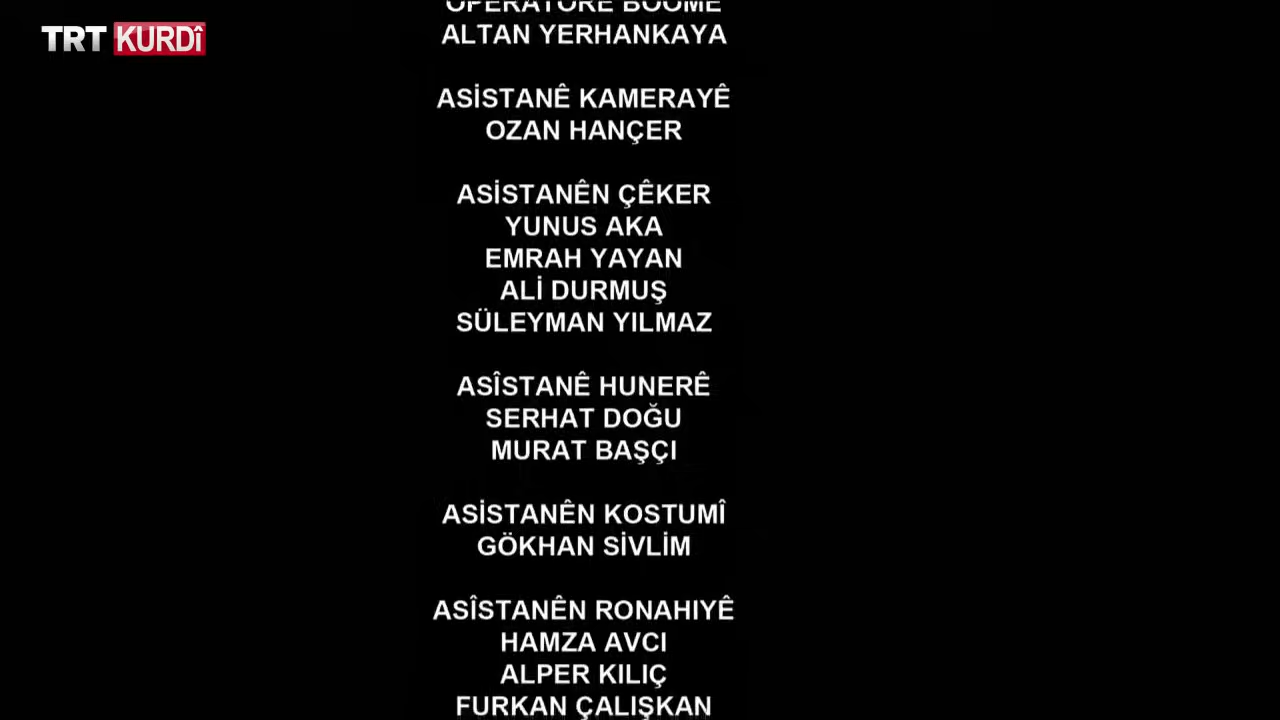 TRT KURDÎ
OPERATORÊ BOOMÊ
ALTAN YERHANKAYA
ASİSTANÊ KAMERAYÊ
OZAN HANÇER
ASİSTANÊN ÇÊKER
YUNUS AKA
EMRAH YAYAN
ALİ DURMUŞ
SÜLEYMAN YILMAZ
ASÎSTANÊ HUNERÊ
SERHAT DOĞU
MURAT BAŞÇI
ASİSTANÊN KOSTUMÎ
GÖKHAN SİVLİM
ASÎSTANÊN RONAHIYÊ
HAMZA AVCI
ALPER KILIÇ
FURKAN ÇALIŞKAN